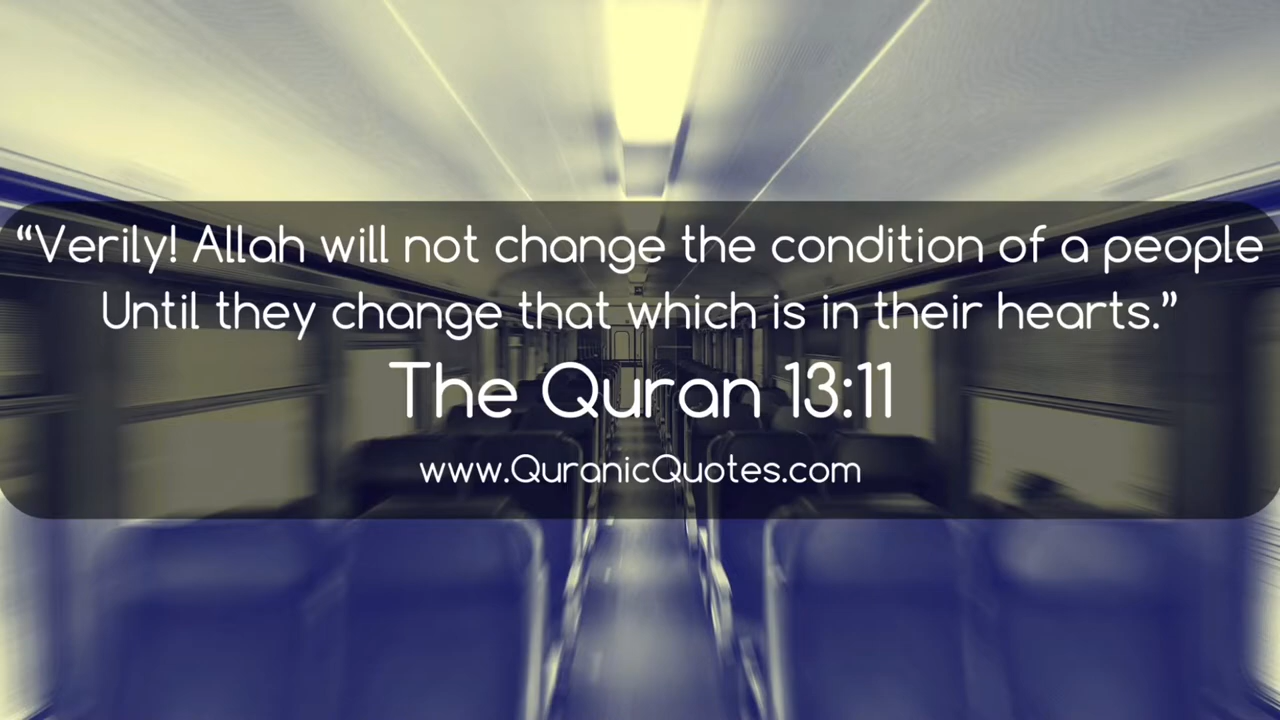 “Verily! Allah will not change the condition of a people
Until they change that which is in their hearts.”
The Quran 13:11
www.QuranicQuotes.com